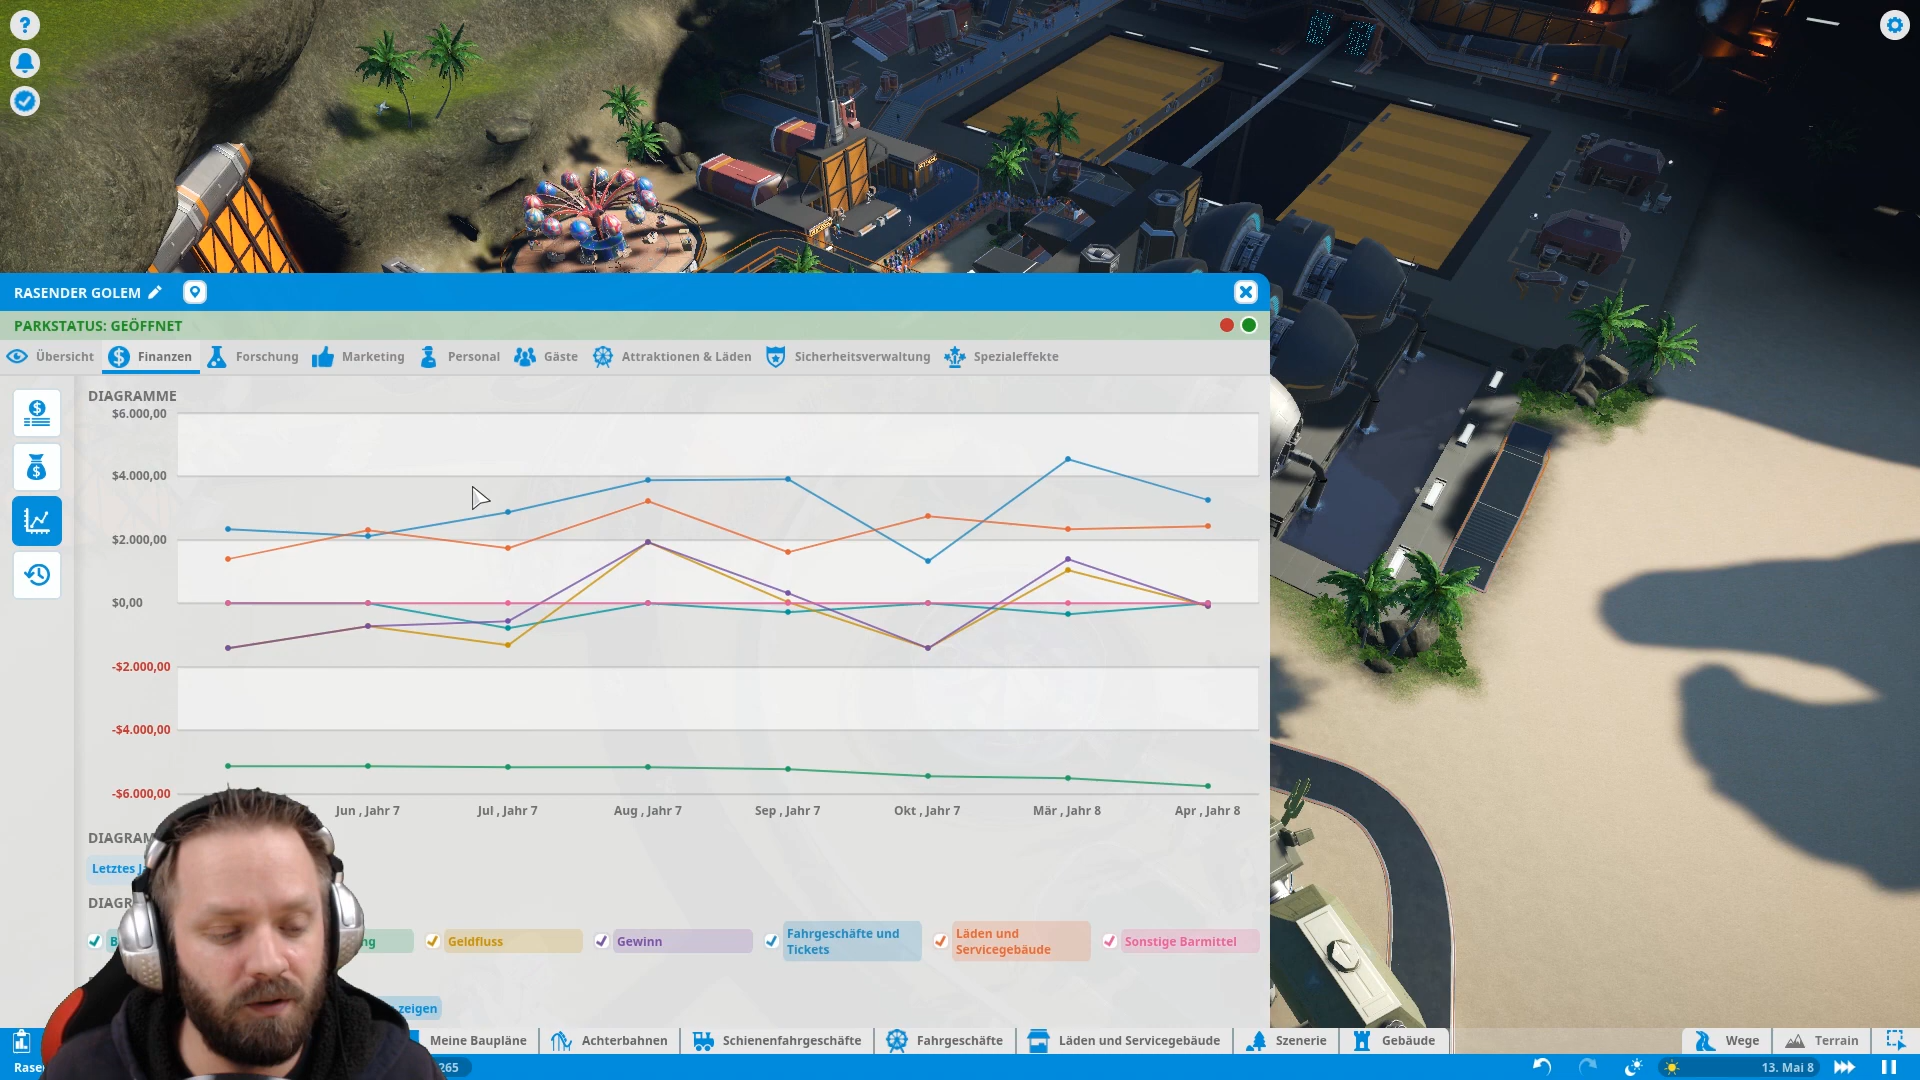 RASENDER GOLEM
PARKSTATUS: GEÖFFNET
Übersicht
Finanzen
Forschung
Marketing
Personal
Gäste
Attraktionen & Läden
Sicherheitsverwaltung
Spezialeffekte
DIAGRAMME
$6.000,00
$4.000,00
$2.000,00
$0,00
-$2.000,00
-$4.000,00
-$6.000,00
Jun , Jahr 7
Jul , Jahr 7
Aug , Jahr 7
Sep , Jahr 7
Okt , Jahr 7
Mär , Jahr 8
Apr , Jahr 8
Letztes
Geldfluss
Gewinn
Fahrgeschäfte und
Tickets
Läden und
Servicegebäude
Sonstige Barmittel
zeigen
Meine Baupläne
Achterbahnen
Schienenfahrgeschäfte
Fahrgeschäfte
Läden und Servicegebäude
Szenerie
Gebäude
Wege
Terrain
265
13. Mai 8